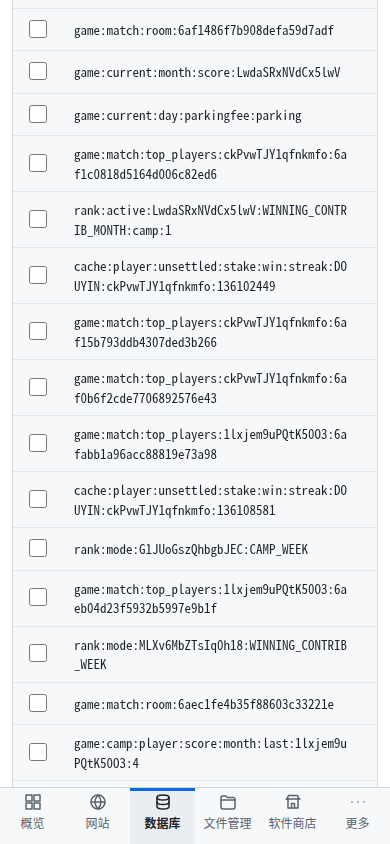 game:match:room:6af1486f7b908defa59d7adf
game:current:month:score:LwdaSRxNVdCx5lwV
game:current:day:parkingfee:parking
game:match:top_players:ckPvwTJY1qfnkmfo:6a
f1c0818d5164d006c82ed6
rank:active:LwdaSRxNVdCx5lwV:WINNING_CONTR
IB_MONTH:camp:1
cache:player:unsettled:stake:win:streak:DO
UYIN:ckPvwTJY1qfnkmfo:136102449
game:match:top_players:ckPvwTJY1qfnkmfo:6a
f15b793ddb4307ded3b266
game:match:top_players:ckPvwTJY1qfnkmfo:6a
f0b6f2cde7706892576e43
game:match:top_players:1lxjem9uPQtK5OO3:6a
fabb1a96acc88819e73a98
cache:player:unsettled:stake:win:streak:DO
UYIN:ckPvwTJY1qfnkmfo:136108581
rank:mode:G1JUoGszQhbgbJEC:CAMP_WEEK
game:match:top_players:1lxjem9uPQtK5OO3:6a
eb04d23f5932b5997e9b1f
rank:mode:MLXv6MbZTsIq0h18:WINNING_CONTRIB
_WEEK
game:match:room:6aec1fe4b35f88603c33221e
game:camp:player:score:month:last:1lxjem9u
PQtK5OO3:4
概览 网站 数据库 文件管理 软件商店 更多